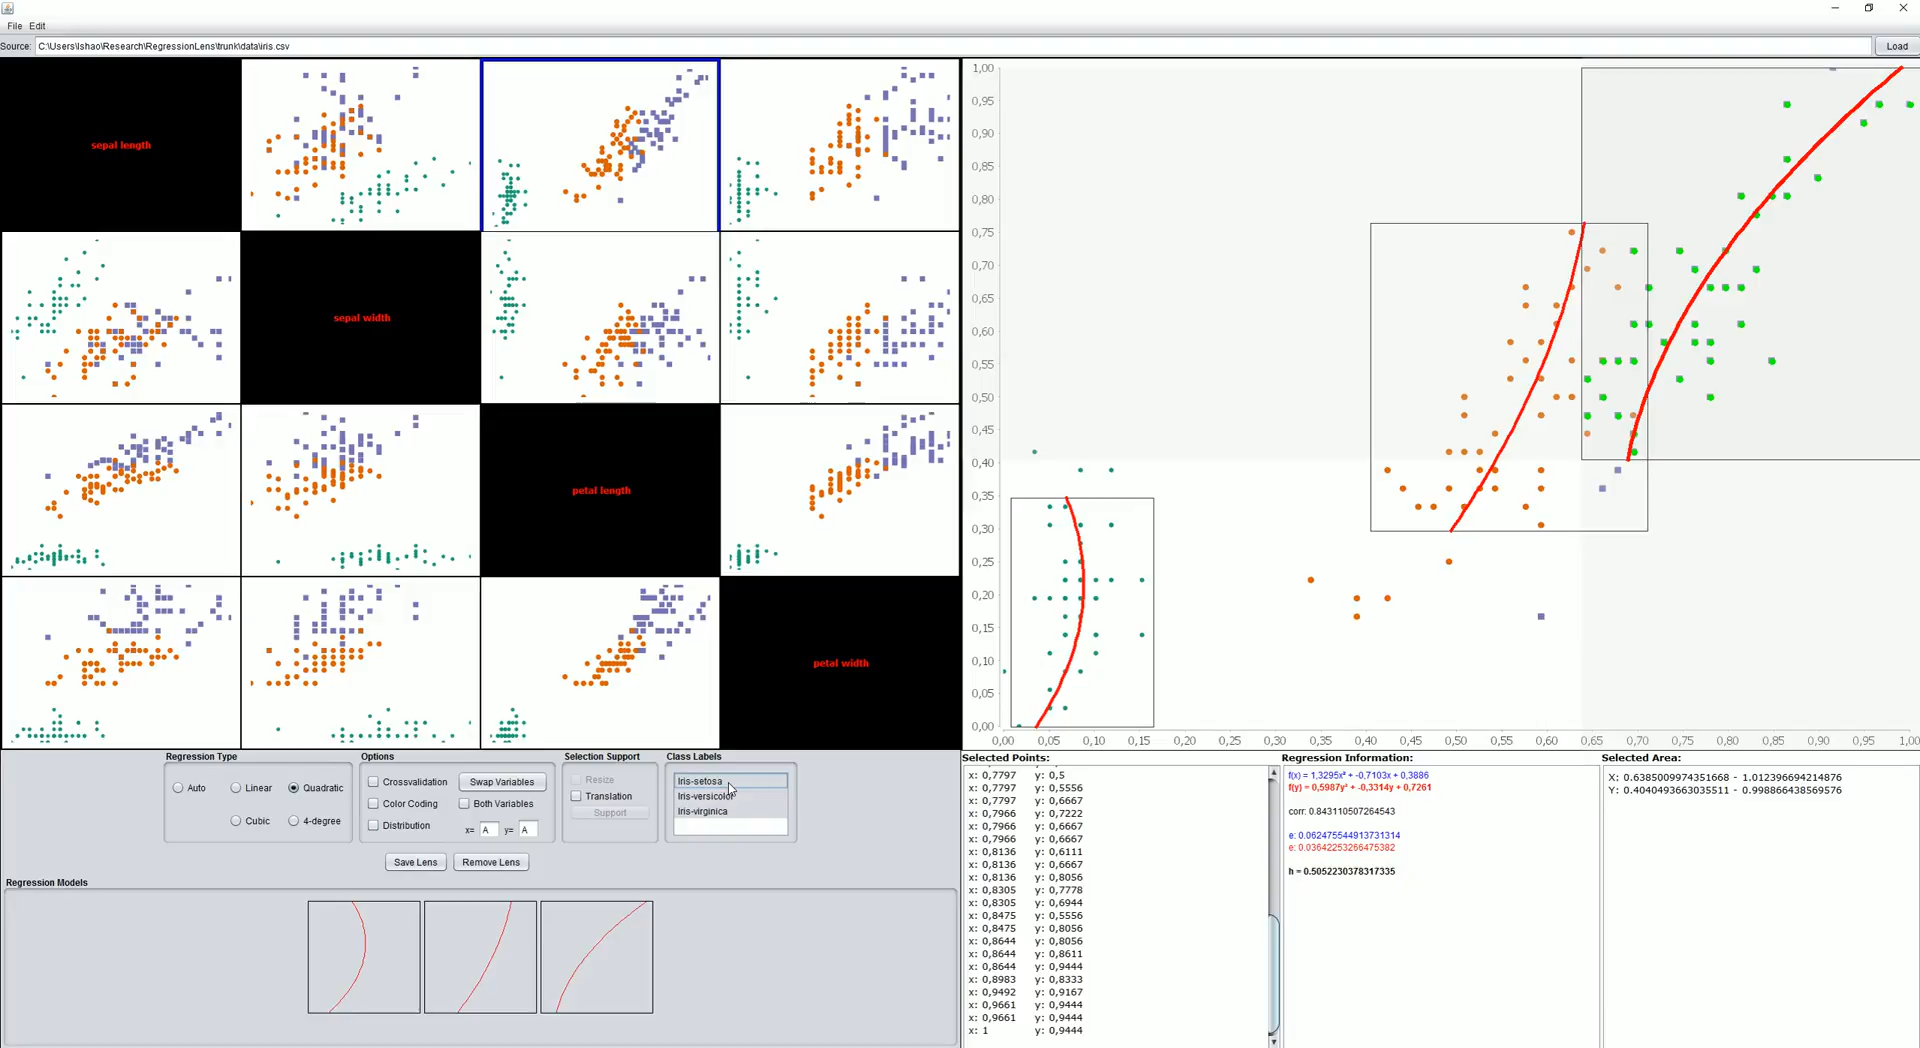 File Edit
Source: C:\Users\lshao\Research\RegressionLens\trunk\data\iris.csv Load
sepal length
sepal width
petal length
petal width
1,00
0,95
0,90
0,85
0,80
0,75
0,70
0,65
0,60
0,55
0,50
0,45
0,40
0,35
0,30
0,25
0,20
0,15
0,10
0,05
0,00
0,00 0,05 0,10 0,15 0,20 0,25 0,30 0,35 0,40 0,45 0,50 0,55 0,60 0,65 0,70 0,75 0,80 0,85 0,90 0,95 1,00
Regression Type
Auto Linear Quadratic
Cubic 4-degree
Options
Crossvalidation Swap Variables
Color Coding Both Variables
Distribution x= A y= A
Selection Support
Resize
Translation
Support
Class Labels
Iris-setosa
Iris-versicolor
Iris-virginica
Save Lens Remove Lens
Regression Models
Selected Points:
x: 0,7797 y: 0,5
x: 0,7797 y: 0,5556
x: 0,7797 y: 0,6667
x: 0,7966 y: 0,7222
x: 0,7966 y: 0,6667
x: 0,7966 y: 0,6667
x: 0,8136 y: 0,6111
x: 0,8136 y: 0,6667
x: 0,8136 y: 0,8056
x: 0,8305 y: 0,7778
x: 0,8305 y: 0,6944
x: 0,8475 y: 0,5556
x: 0,8475 y: 0,8056
x: 0,8644 y: 0,8056
x: 0,8644 y: 0,8611
x: 0,8644 y: 0,9444
x: 0,8983 y: 0,8333
x: 0,9492 y: 0,9167
x: 0,9661 y: 0,9444
x: 0,9661 y: 0,9444
x: 1 y: 0,9444
Regression Information:
f(x) = 1,3295x² + -0,7103x + 0,3886
f(y) = 0,5987y² + -0,3314y + 0,7261
corr: 0.843110507264543
e: 0.062475544913731314
e: 0.03642253266475382
h = 0.5052230378317335
Selected Area:
X: 0.6385009974351668 - 1.012396694214876
Y: 0.4040493663035511 - 0.998866438569576